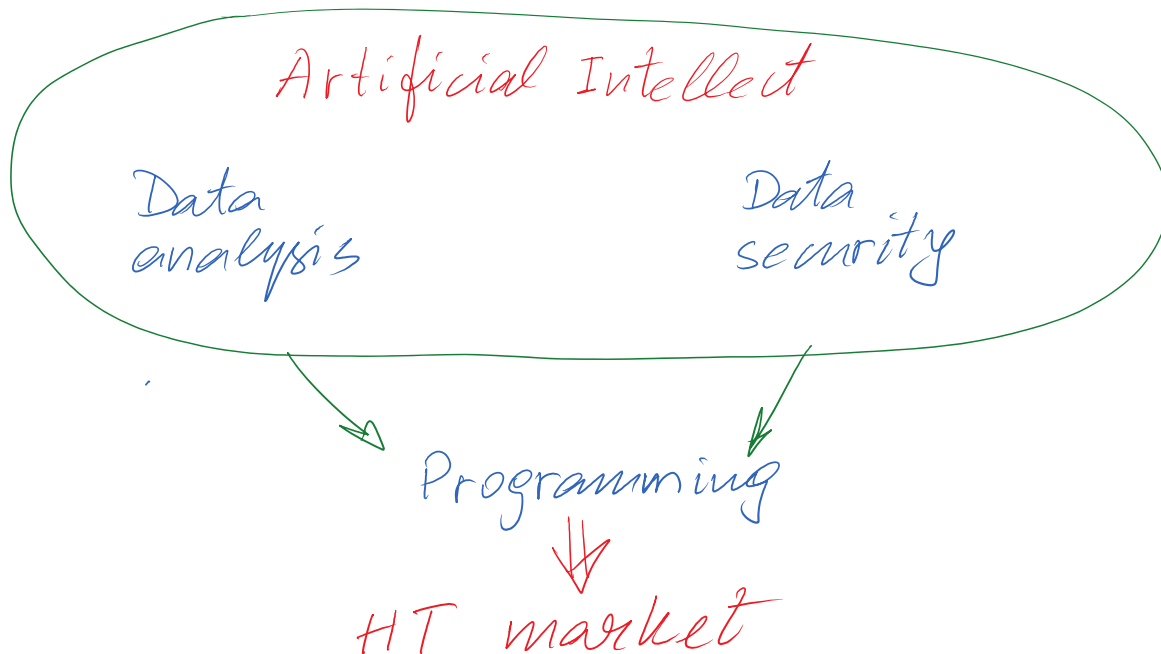 Artificial Intellect
Data
analysis
Data
security
Programming
HT market